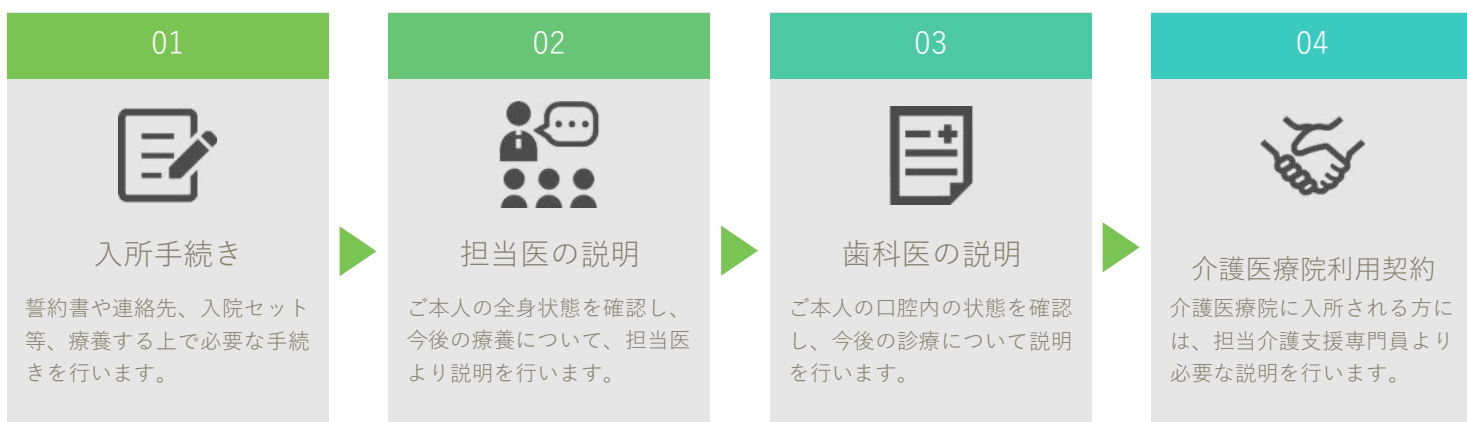 01
入所手続き
誓約書や連絡先、入院セット
等、療養する上で必要な手続
きを行います。
02
担当医の説明
ご本人の全身状態を確認し、
今後の療養について、担当医
より説明を行います。
03
歯科医の説明
ご本人の口腔内の状態を確認
し、今後の診療について説明
を行います。
04
介護医療院利用契約
介護医療院に入所される方に
は、担当介護支援専門員より
必要な説明を行います。